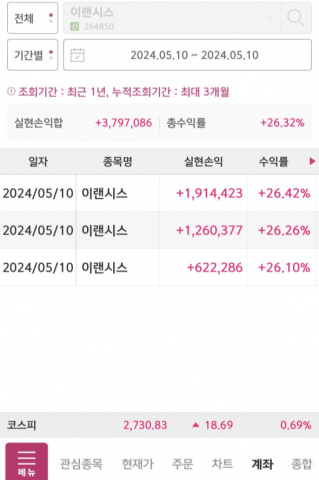 전체 이랜시스
신 264850
기간별 2024.05.10 ~ 2024.05.10
조회기간 : 최근 1년, 누적조회기간 : 최대 3개월
실현손익합 +3,797,086 총수익률 +26.32%
일자 종목명 실현손익 수익률
2024/05/10 이랜시스 +1,914,423 +26.42%
2024/05/10 이랜시스 +1,260,377 +26.26%
2024/05/10 이랜시스 +622,286 +26.10%
코스피 2,730.83 ▲ 18.69 0.69%
메뉴 관심종목 현재가 주문 차트 계좌 종합